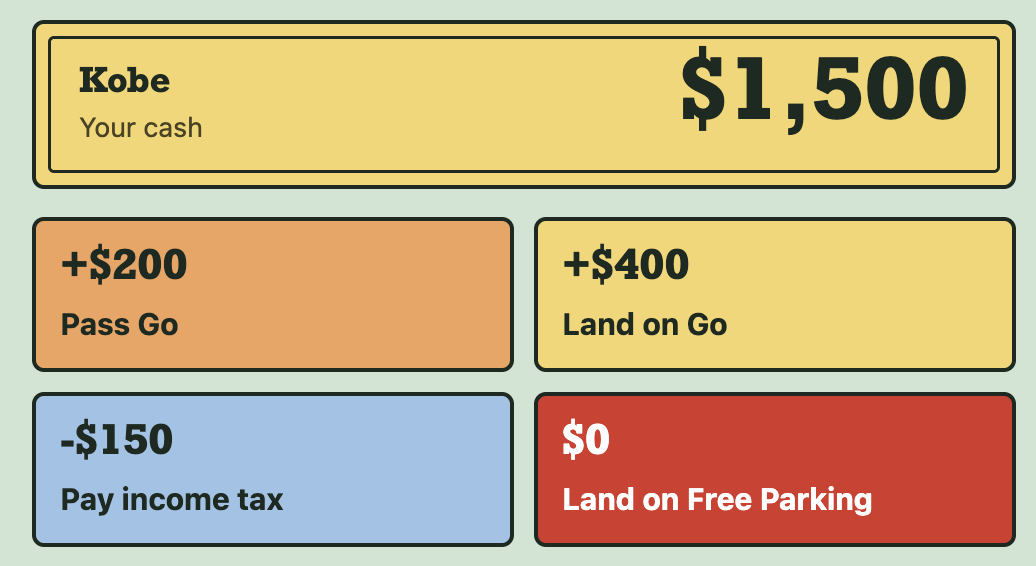 Kobe
$1,500
Your cash
+$200
Pass Go
+$400
Land on Go
-$150
Pay income tax
$0
Land on Free Parking